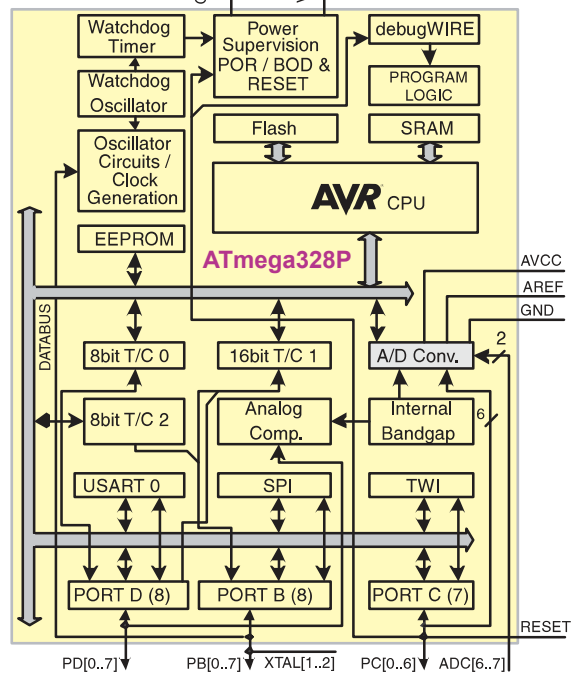 Watchdog
Timer
Power
Supervision
POR / BOD &
RESET
debugWIRE
Watchdog
Oscillator
PROGRAM
LOGIC
Oscillator
Circuits /
Clock
Generation
Flash
SRAM
AVR CPU
EEPROM
ATmega328P
AVCC
AREF
GND
DATABUS
2
8bit T/C 0
16bit T/C 1
A/D Conv.
8bit T/C 2
Analog
Comp.
Internal
Bandgap
6
USART 0
SPI
TWI
PORT D (8)
PORT B (8)
PORT C (7)
RESET
PD[0..7]
PB[0..7]
XTAL[1..2]
PC[0..6]
ADC[6..7]